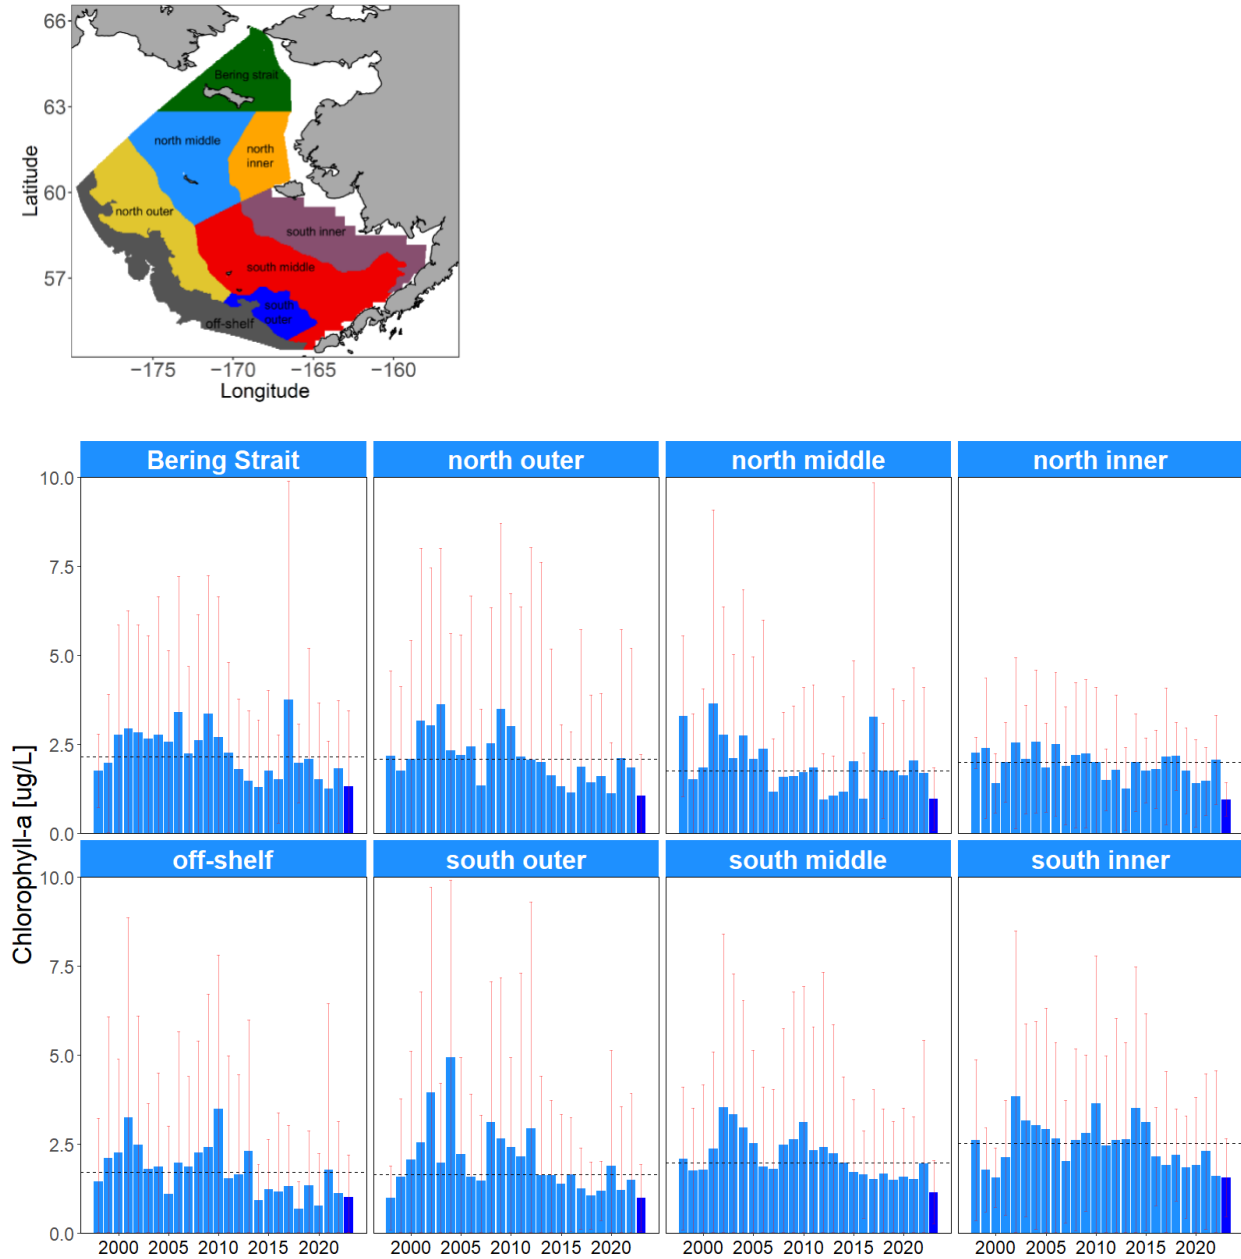 66
63
60
57
Latitude
Bering strait
north middle
north
inner
north outer
south inner
south middle
south
outer
off-shelf
−175 −170 −165 −160
Longitude
Bering Strait north outer north middle north inner
10.0
7.5
5.0
2.5
0.0
Chlorophyll-a [ug/L]
off-shelf south outer south middle south inner
10.0
7.5
5.0
2.5
0.0
2000 2005 2010 2015 2020 2000 2005 2010 2015 2020 2000 2005 2010 2015 2020 2000 2005 2010 2015 2020